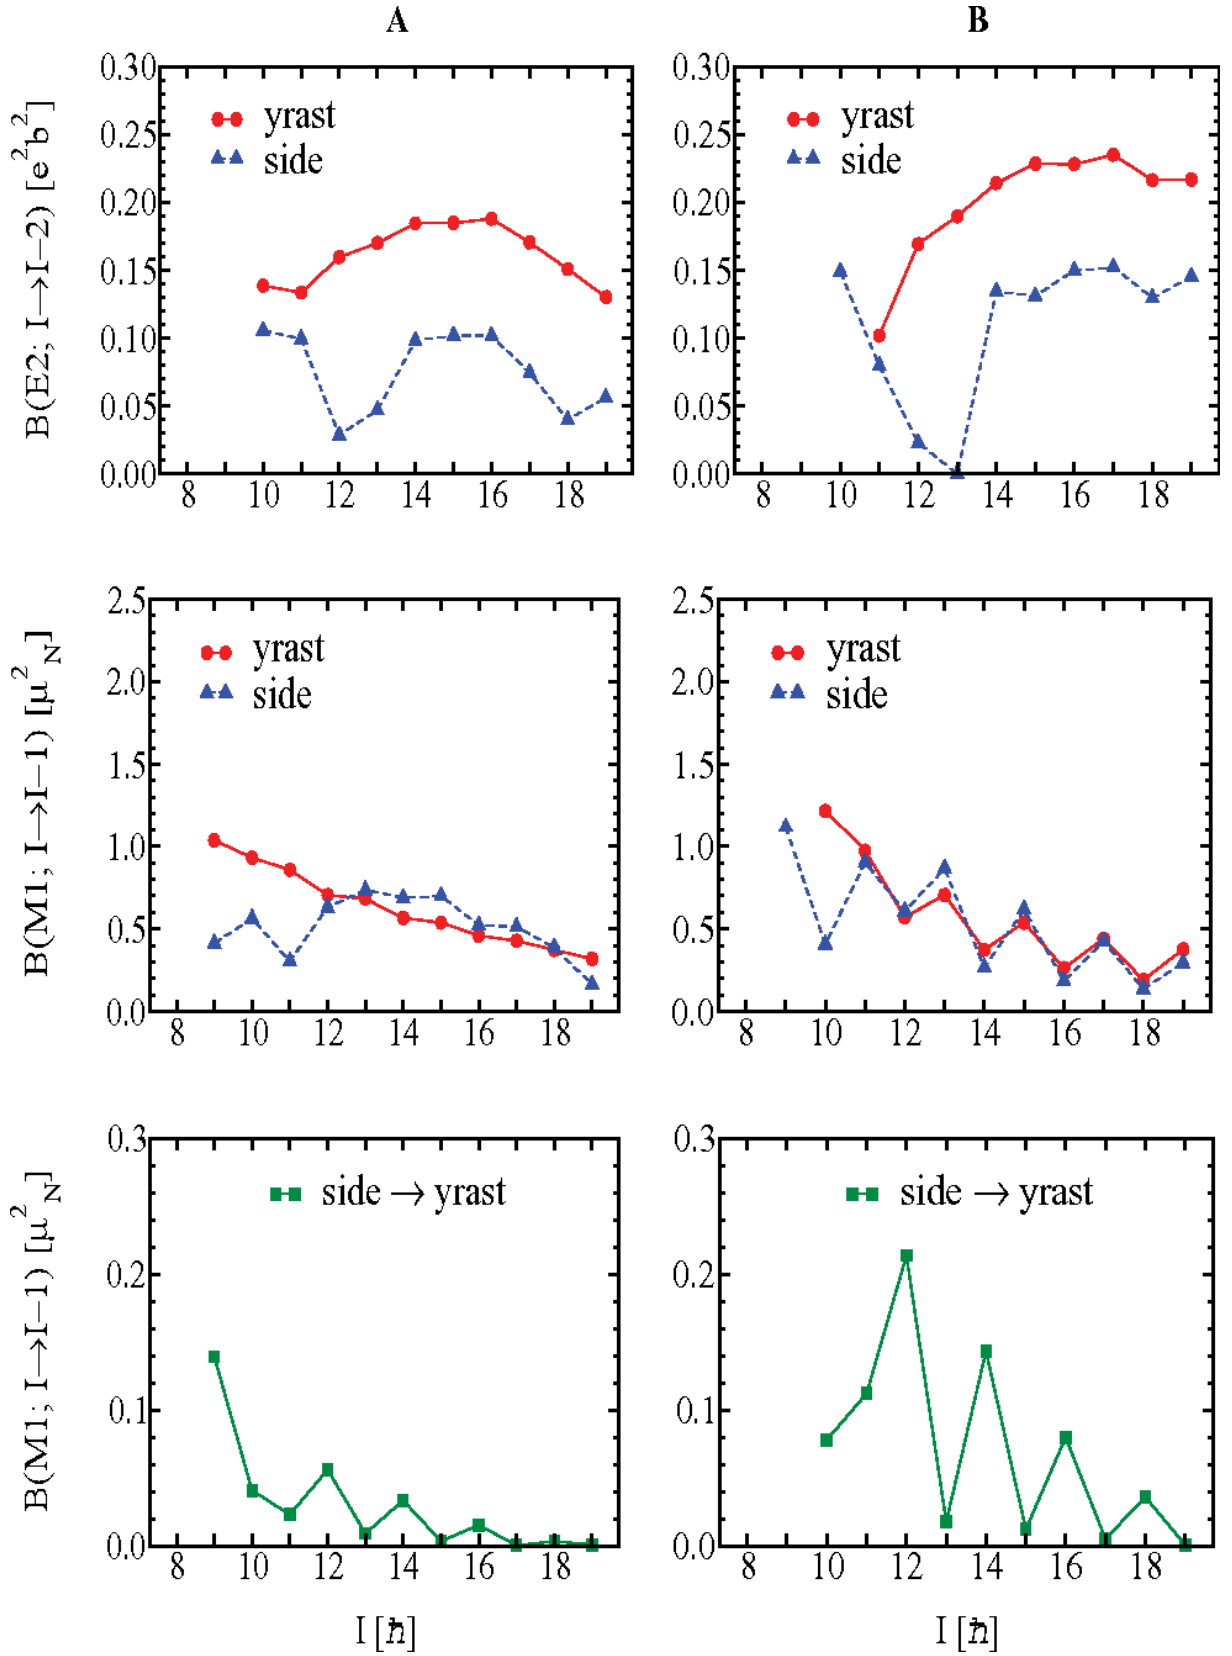 A B
B(E2; I→I−2) [e²b²]
0.30
0.25
0.20
0.15
0.10
0.05
0.00
yrast
side
8 10 12 14 16 18
0.30
0.25
0.20
0.15
0.10
0.05
0.00
yrast
side
8 10 12 14 16 18
B(M1; I→I−1) [μ²N]
2.5
2.0
1.5
1.0
0.5
0.0
yrast
side
8 10 12 14 16 18
2.5
2.0
1.5
1.0
0.5
0.0
yrast
side
8 10 12 14 16 18
B(M1; I→I−1) [μ²N]
0.3
0.2
0.1
0.0
side → yrast
8 10 12 14 16 18
I [ℏ]
0.3
0.2
0.1
0.0
side → yrast
8 10 12 14 16 18
I [ℏ]